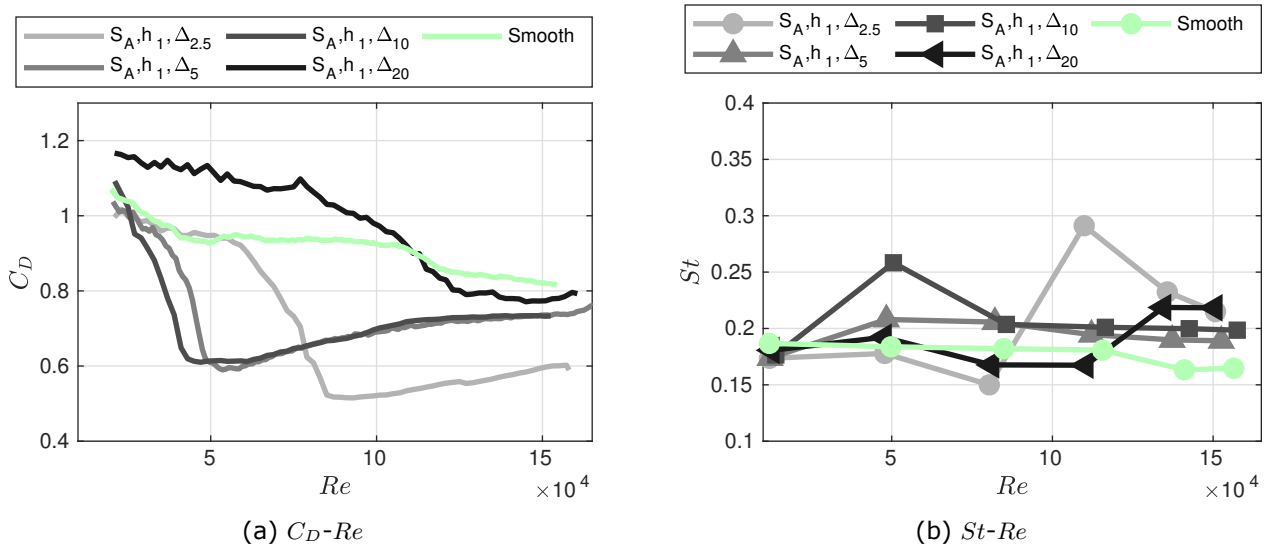 S_A,h_1,Δ_2.5 S_A,h_1,Δ_10 Smooth
S_A,h_1,Δ_5 S_A,h_1,Δ_20
1.2
1
0.8
0.6
0.4
C_D
5 10 15
Re
×10^4
(a) C_D-Re
S_A,h_1,Δ_2.5 S_A,h_1,Δ_10 Smooth
S_A,h_1,Δ_5 S_A,h_1,Δ_20
0.4
0.35
0.3
0.25
0.2
0.15
0.1
St
5 10 15
Re
×10^4
(b) St-Re